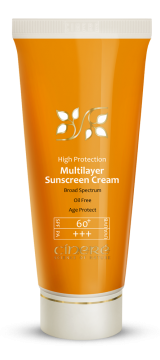 High Protection
Multilayer
Sunscreen Cream
Broad Spectrum
Oil Free
Age Protect
60+
+++